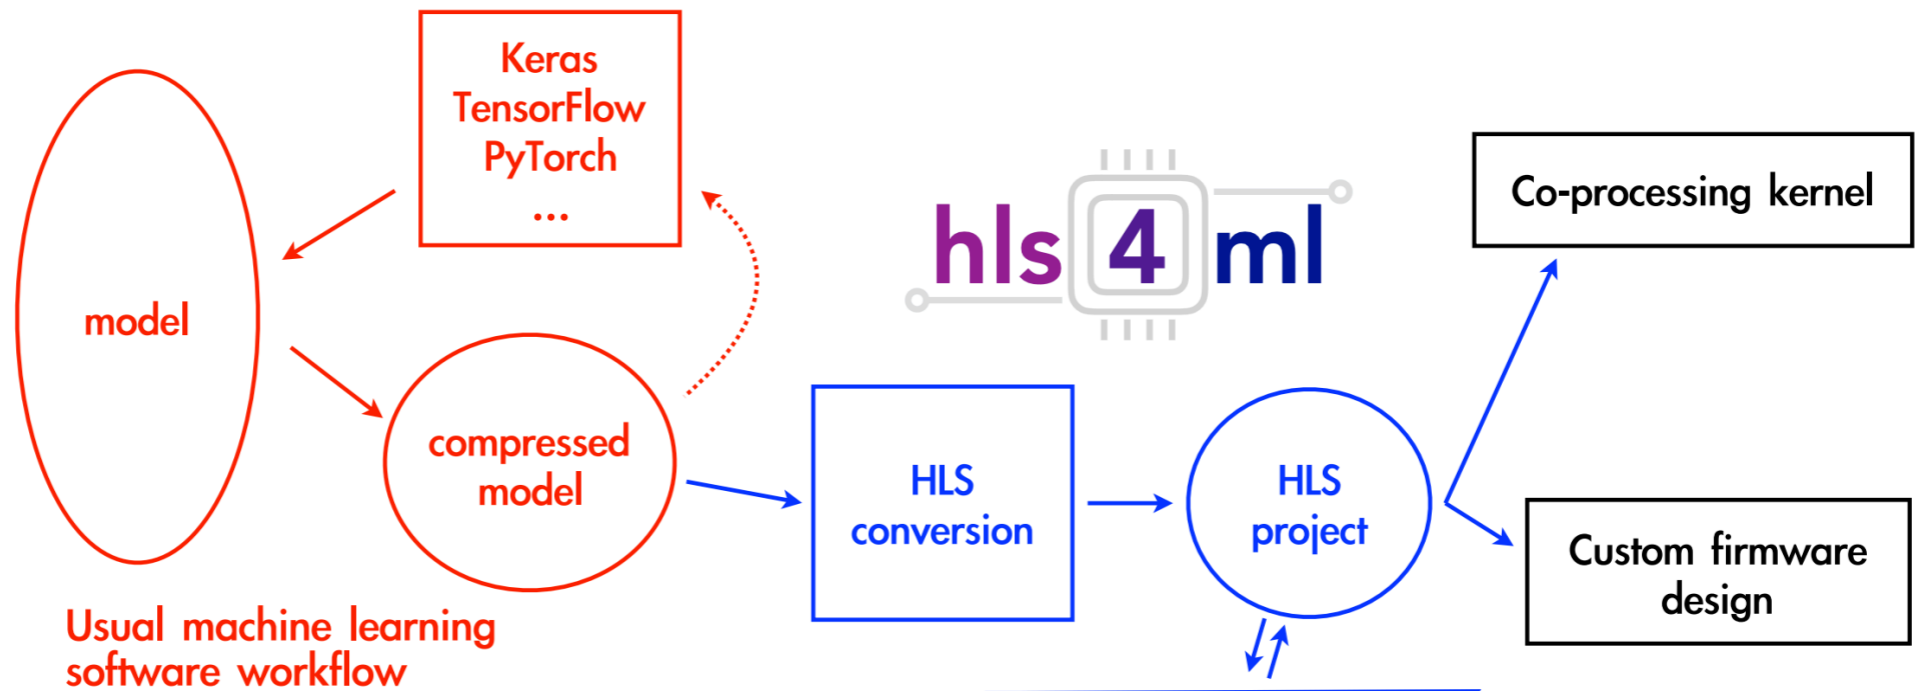 Keras
TensorFlow
PyTorch
...
model
compressed
model
Usual machine learning
software workflow
hls 4 ml
HLS
conversion
HLS
project
Co-processing kernel
Custom firmware
design